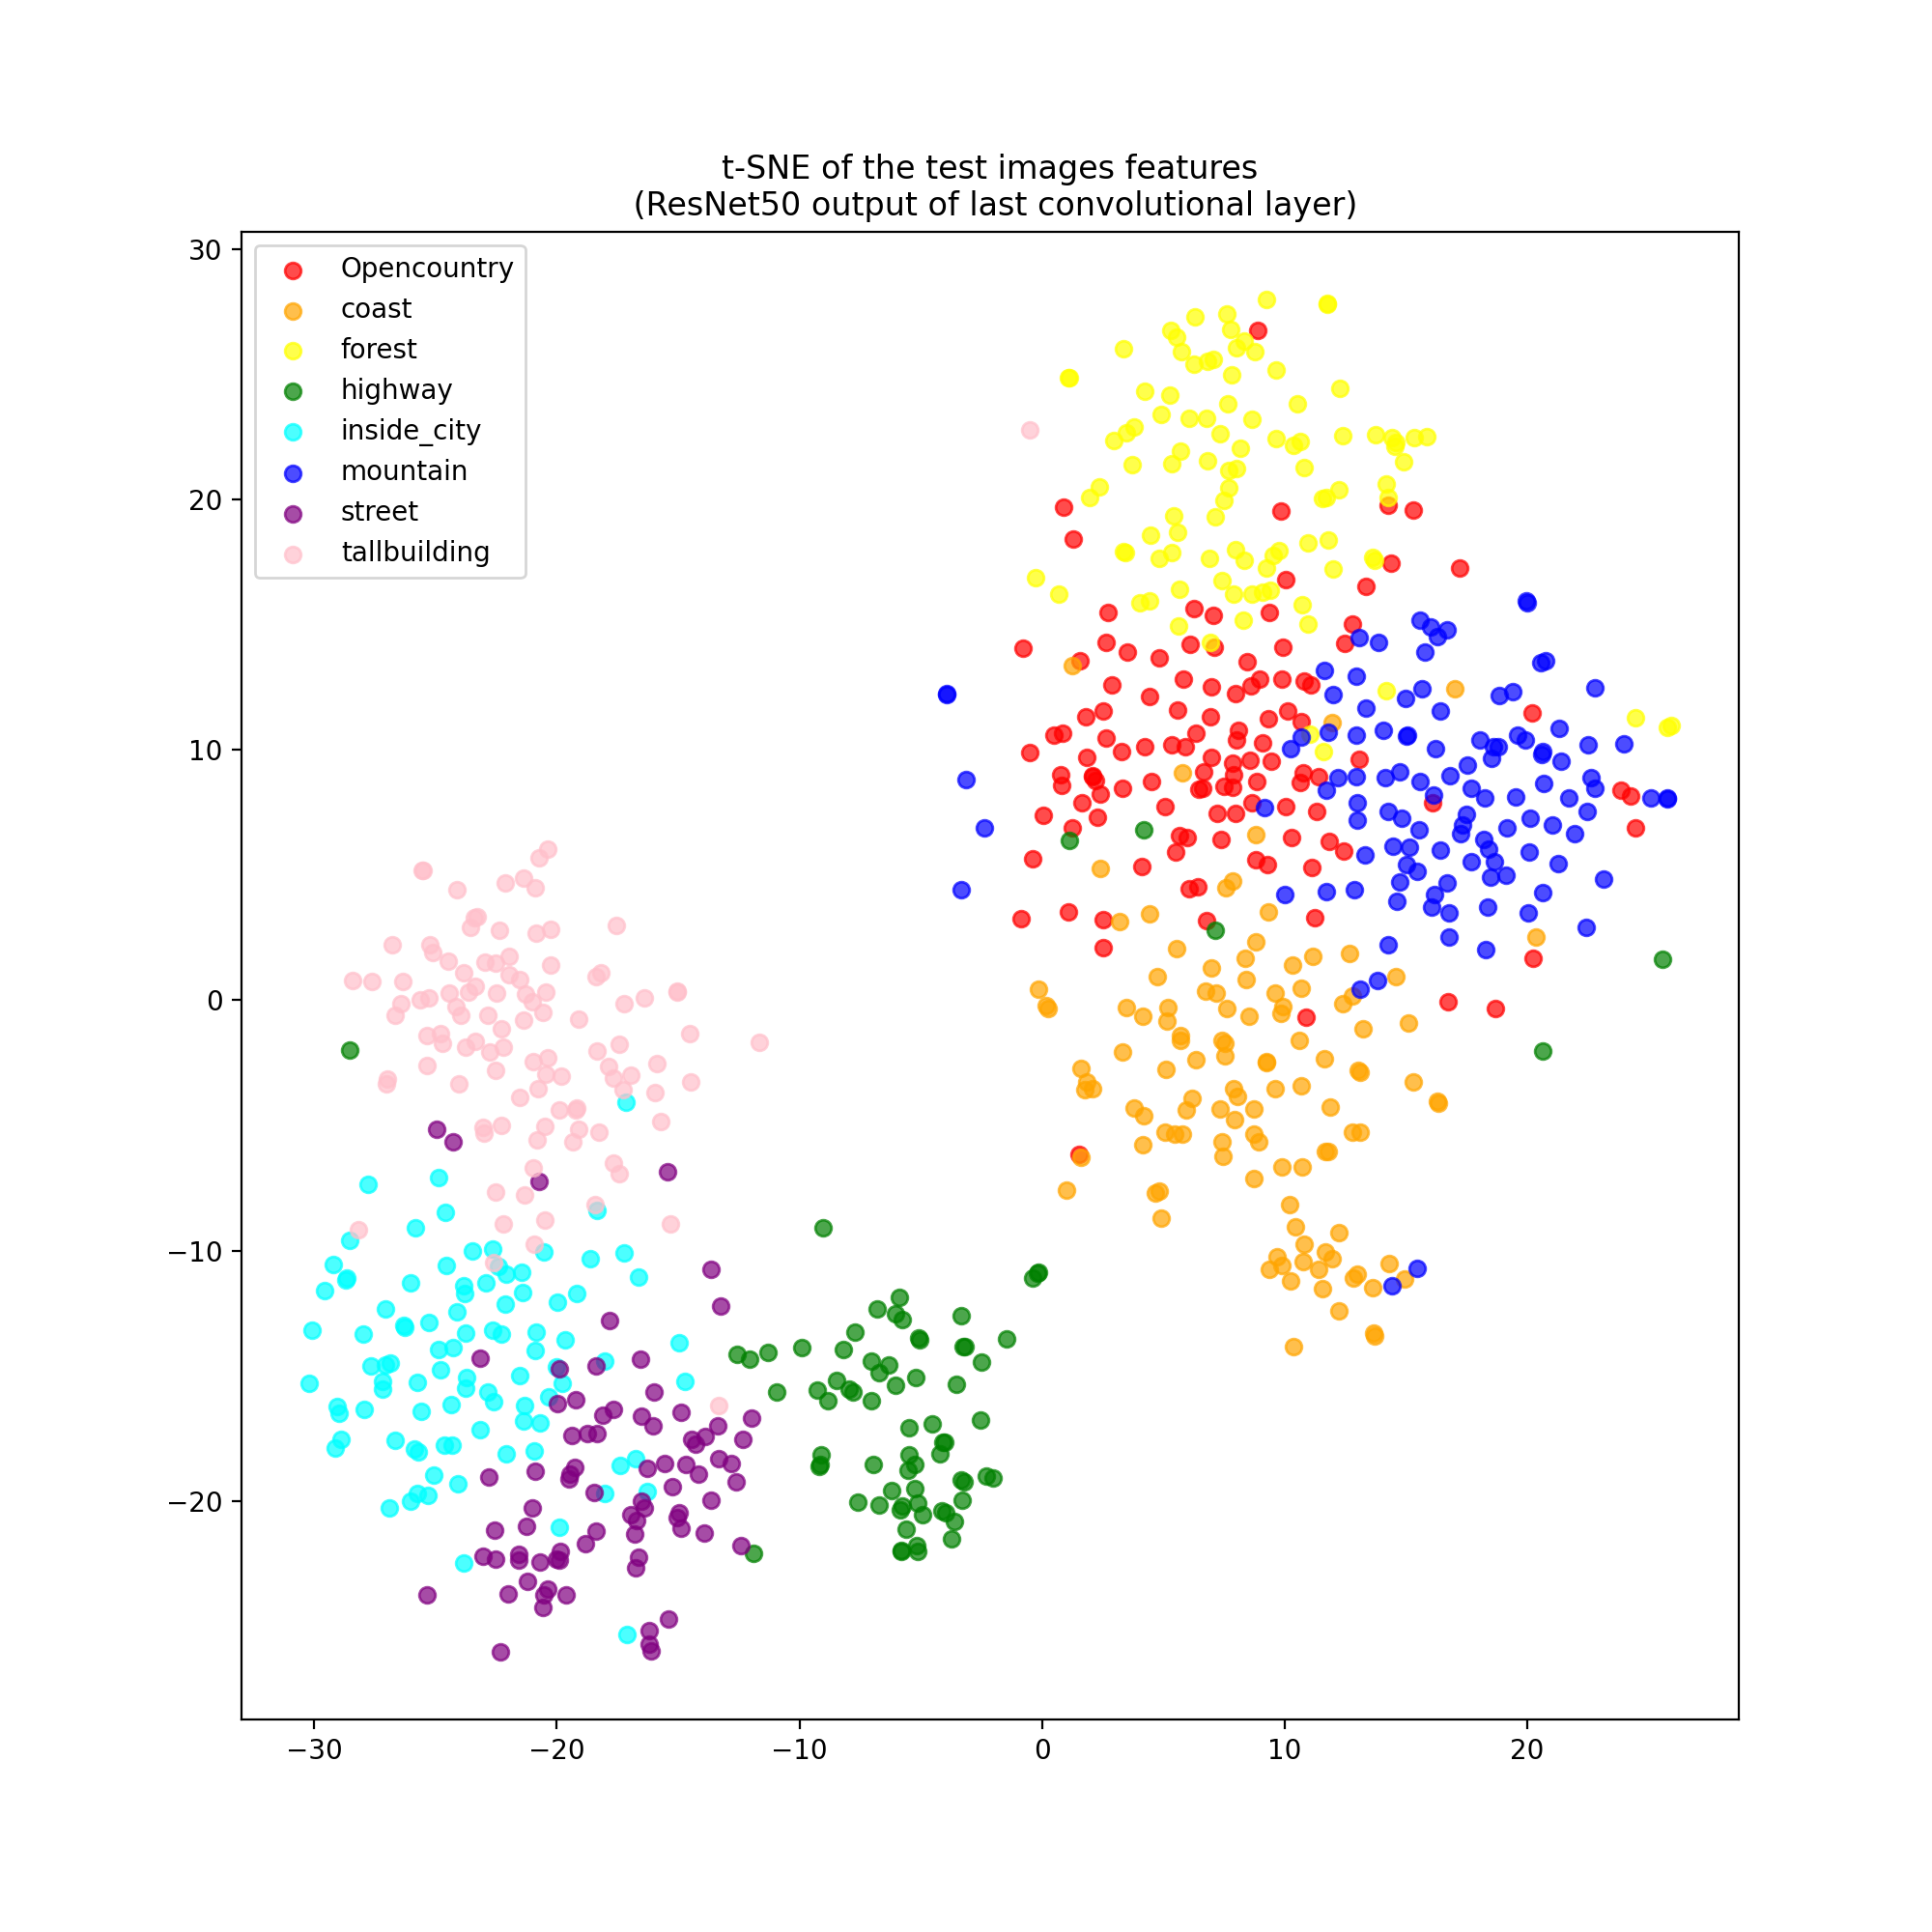 t-SNE of the test images features
(ResNet50 output of last convolutional layer)
30
20
10
0
−10
−20
Opencountry
coast
forest
highway
inside_city
mountain
street
tallbuilding
−30
−20
−10
0
10
20